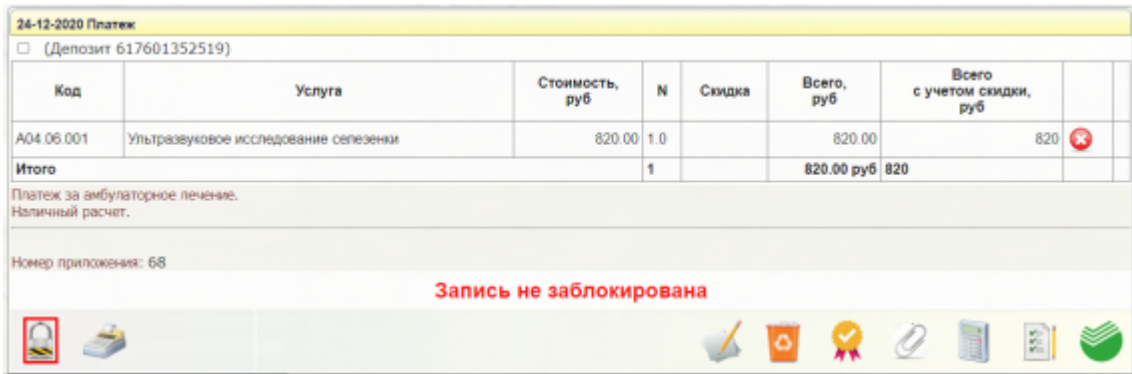 24-12-2020 Платеж
(Депозит 617601352519)
Код Услуга Стоимость, руб N Скидка Всего, руб Всего с учетом скидки, руб
A04.06.001 Ультразвуковое исследование селезенки 820.00 1.0 820.00 820
Итого 1 820.00 руб 820
Платеж за амбулаторное лечение.
Наличный расчет.
Номер приложения: 68
Запись не заблокирована